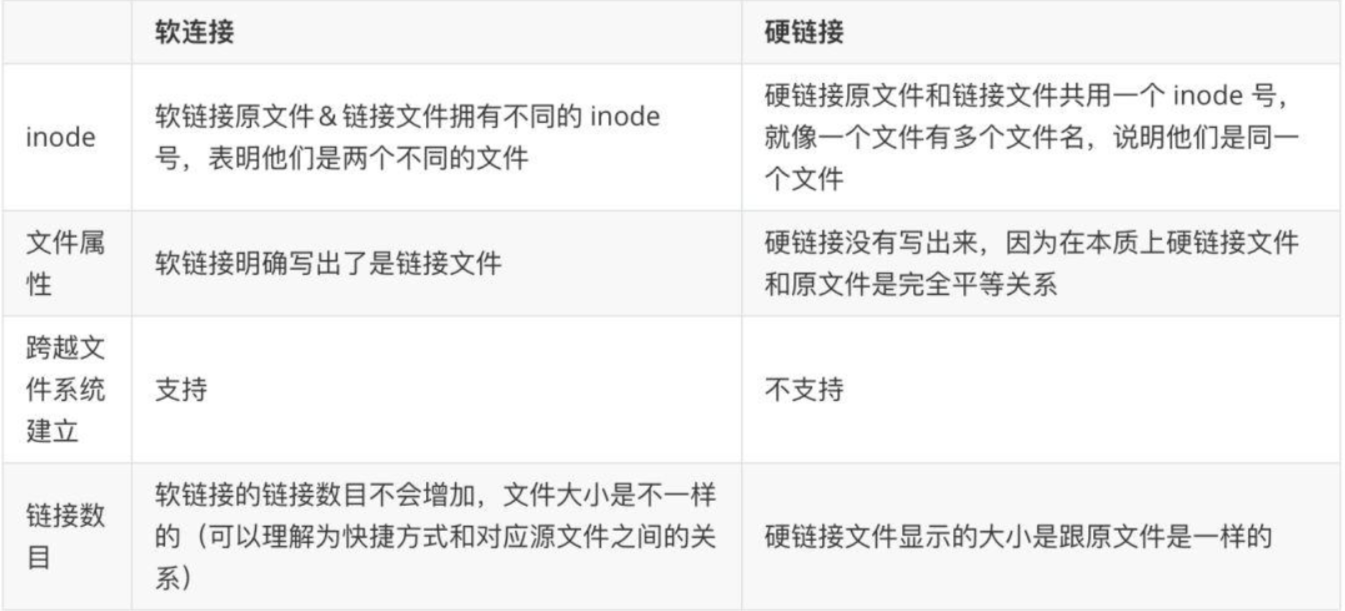 软连接
硬链接
inode
软链接原文件＆链接文件拥有不同的 inode
号，表明他们是两个不同的文件
硬链接原文件和链接文件共用一个 inode 号，
就像一个文件有多个文件名，说明他们是同一
个文件
文件属
性
软链接明确写出了是链接文件
硬链接没有写出来，因为在本质上硬链接文件
和原文件是完全平等关系
跨越文
件系统
建立
支持
不支持
链接数
目
软链接的链接数目不会增加，文件大小是不一样
的（可以理解为快捷方式和对应源文件之间的关
系）
硬链接文件显示的大小是跟原文件是一样的